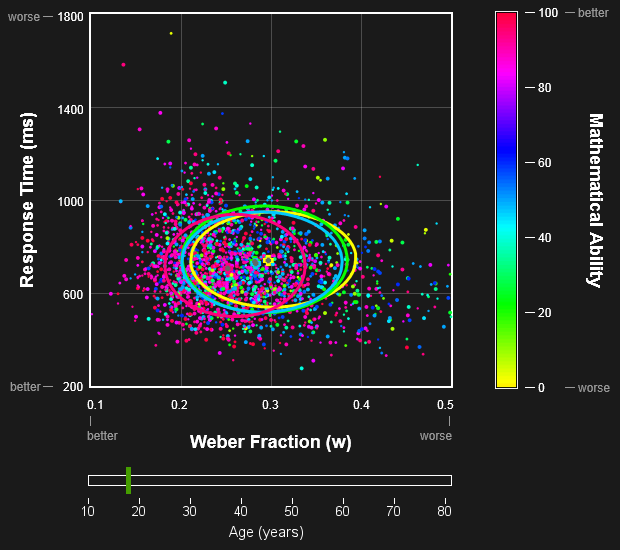 worse
1800
1400
1000
600
better
200
Response Time (ms)
0.1
0.2
0.3
0.4
0.5
better
worse
Weber Fraction (w)
10
20
30
40
50
60
70
80
Age (years)
100
better
80
60
40
20
0
worse
Mathematical Ability